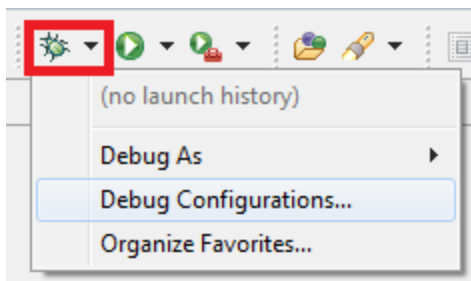 (no launch history)
Debug As
Debug Configurations...
Organize Favorites...